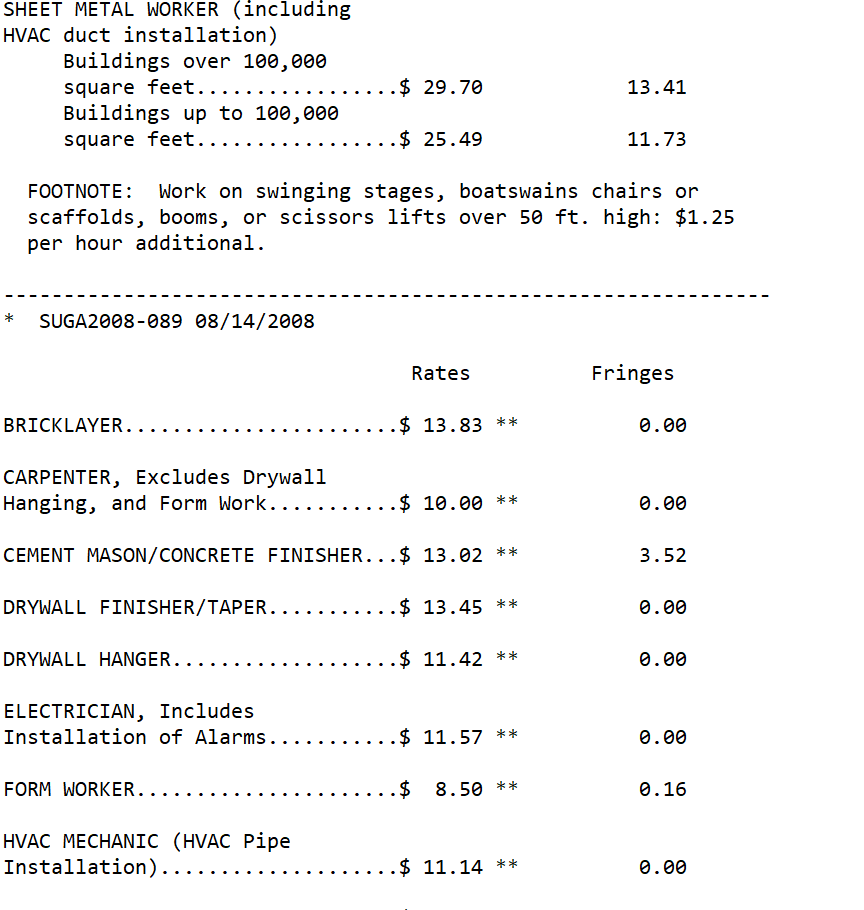 SHEET METAL WORKER (including
HVAC duct installation)
Buildings over 100,000
square feet.................$ 29.70 13.41
Buildings up to 100,000
square feet.................$ 25.49 11.73
FOOTNOTE: Work on swinging stages, boatswains chairs or
scaffolds, booms, or scissors lifts over 50 ft. high: $1.25
per hour additional.
----------------------------------------------------------------
* SUGA2008-089 08/14/2008
Rates Fringes
BRICKLAYER.......................$ 13.83 ** 0.00
CARPENTER, Excludes Drywall
Hanging, and Form Work...........$ 10.00 ** 0.00
CEMENT MASON/CONCRETE FINISHER...$ 13.02 ** 3.52
DRYWALL FINISHER/TAPER...........$ 13.45 ** 0.00
DRYWALL HANGER...................$ 11.42 ** 0.00
ELECTRICIAN, Includes
Installation of Alarms...........$ 11.57 ** 0.00
FORM WORKER......................$ 8.50 ** 0.16
HVAC MECHANIC (HVAC Pipe
Installation)....................$ 11.14 ** 0.00